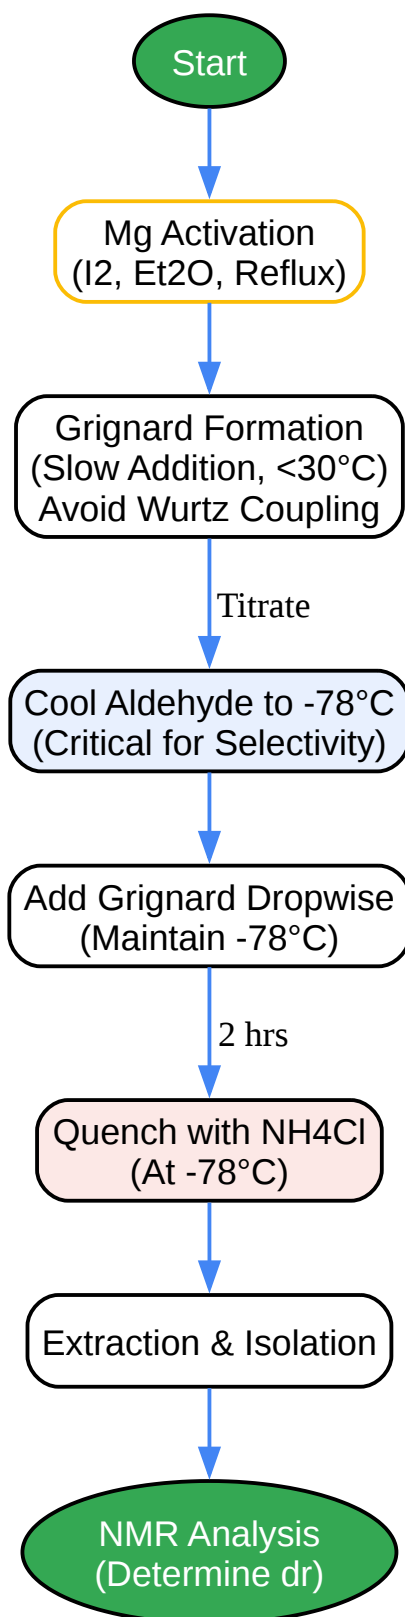 Start
Mg Activation
(I2, Et2O, Reflux)
Grignard Formation
(Slow Addition, <30°C)
Avoid Wurtz Coupling
Titrate
Cool Aldehyde to -78°C
(Critical for Selectivity)
Add Grignard Dropwise
(Maintain -78°C)
2 hrs
Quench with NH4Cl
(At -78°C)
Extraction & Isolation
NMR Analysis
(Determine dr)